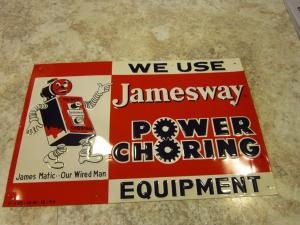 WE USE
Jamesway
POWER
CHORING
EQUIPMENT
James Matic--Our Wired Man